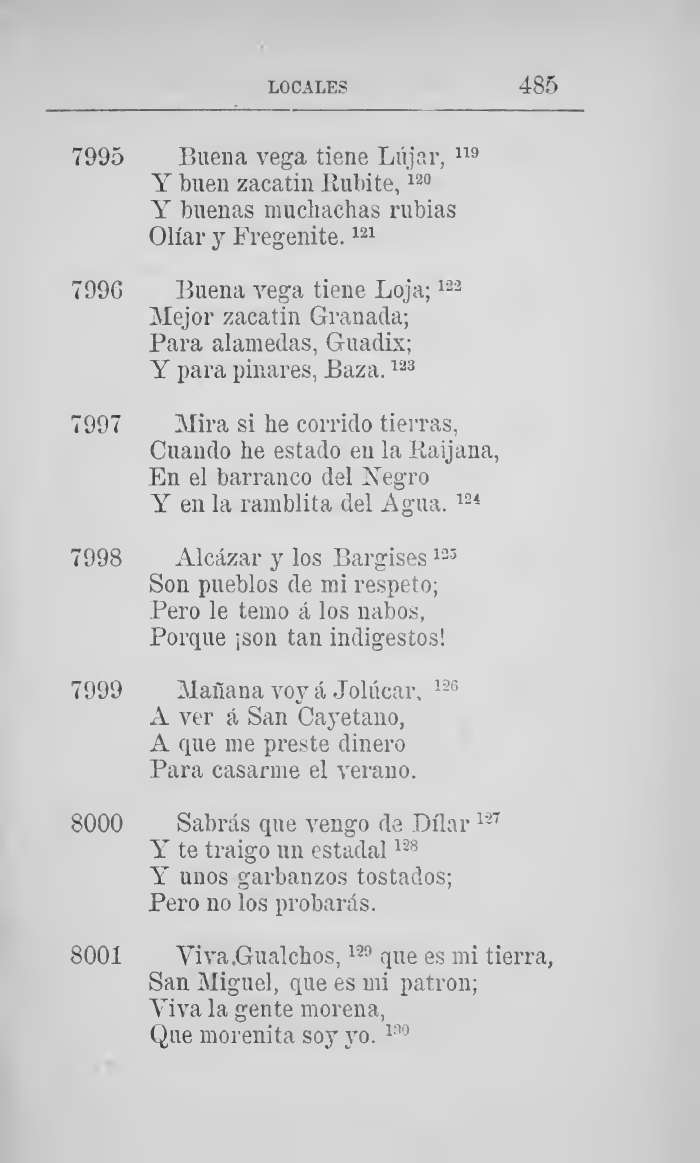 LOCALES 485
7995 Buena vega tiene Lújar, 119
Y buen zacatin Rubite, 120
Y buenas muchachas rubias
Olíar y Fregenite. 121
7996 Buena vega tiene Loja; 122
Mejor zacatin Granada;
Para alamedas, Guadix;
Y para pinares, Baza. 123
7997 Mira si he corrido tierras,
Cuando he estado en la Raijana,
En el barranco del Negro
Y en la ramblita del Agua. 124
7998 Alcázar y los Bargises 125
Son pueblos de mi respeto;
Pero le temo á los nabos,
Porque ¡son tan indigestos!
7999 Mañana voy á Jolúcar, 126
A ver á San Cayetano,
A que me preste dinero
Para casarme el verano.
8000 Sabrás que vengo de Dílar 127
Y te traigo un estadal 128
Y unos garbanzos tostados;
Pero no los probarás.
8001 Viva Gualchos, 129 que es mi tierra,
San Miguel, que es mi patron;
Viva la gente morena,
Que morenita soy yo. 130